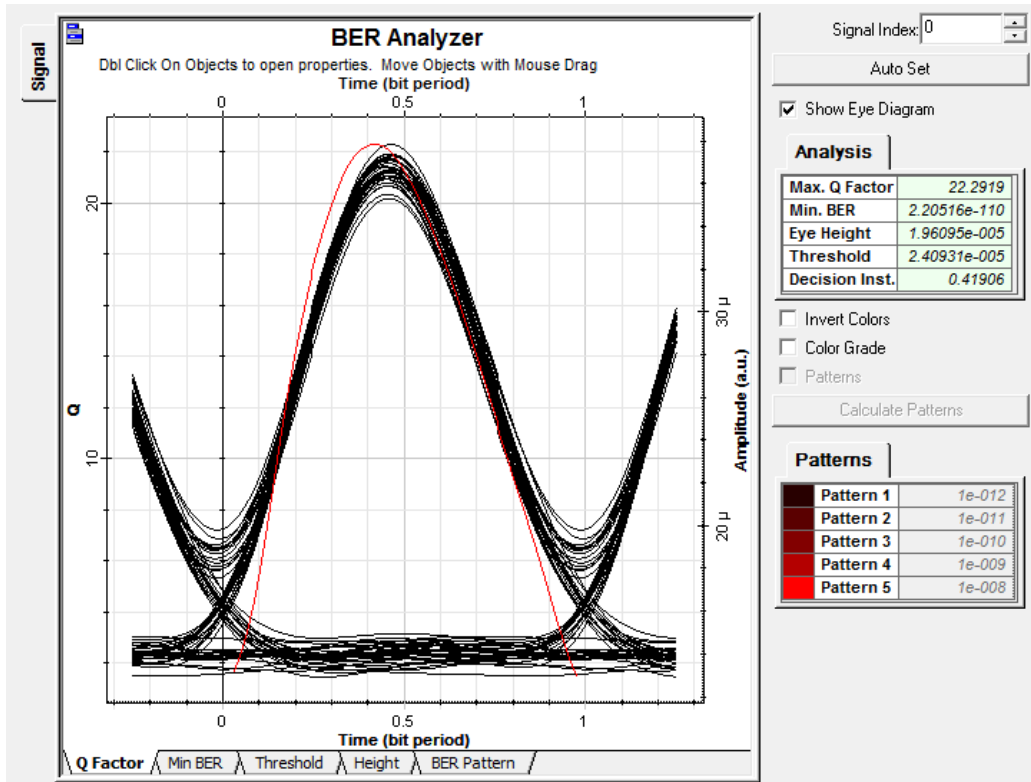 Signal
BER Analyzer
Dbl Click On Objects to open properties. Move Objects with Mouse Drag
Time (bit period)
0 0.5 1
Q
20
10
Amplitude (a.u.)
30 µ
20 µ
0 0.5 1
Time (bit period)
Q Factor Min BER Threshold Height BER Pattern
Signal Index: 0
Auto Set
Show Eye Diagram
Analysis
Max. Q Factor 22.2919
Min. BER 2.20516e-110
Eye Height 1.96095e-005
Threshold 2.40931e-005
Decision Inst. 0.41906
Invert Colors
Color Grade
Patterns
Calculate Patterns
Patterns
Pattern 1 1e-012
Pattern 2 1e-011
Pattern 3 1e-010
Pattern 4 1e-009
Pattern 5 1e-008